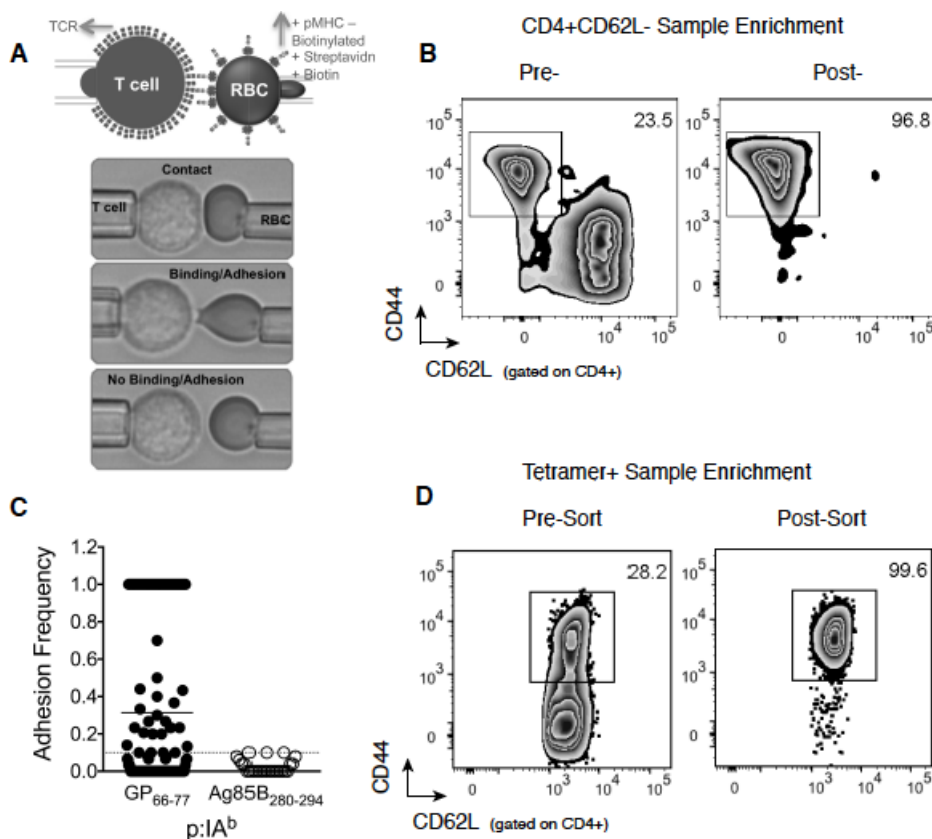 A
TCR
+ pMHC –
Biotinylated
+ Streptavidn
+ Biotin
T cell
RBC
Contact
T cell
RBC
Binding/Adhesion
No Binding/Adhesion
B
CD4+CD62L- Sample Enrichment
Pre-
Post-
23.5
96.8
10^5
10^4
10^3
0
0
10^4
10^5
10^5
10^4
10^3
0
0
10^4
10^5
CD44
CD62L (gated on CD4+)
C
Adhesion Frequency
1.2
1.0
0.8
0.6
0.4
0.2
0.0
GP66-77 Ag85B280-294
p:IA^b
D
Tetramer+ Sample Enrichment
Pre-Sort
Post-Sort
28.2
99.6
10^5
10^4
10^3
0
0
10^3
10^4
10^5
10^5
10^4
10^3
0
0
10^3
10^4
10^5
CD44
CD62L (gated on CD4+)